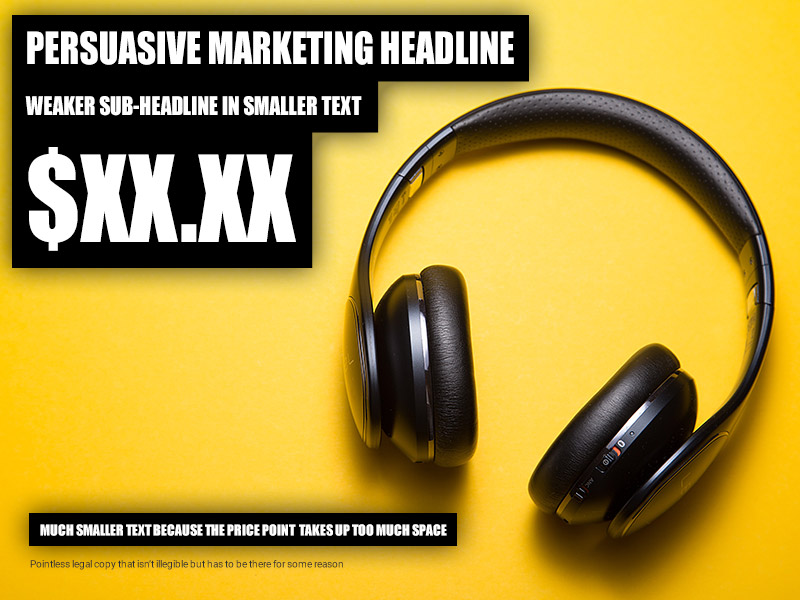 PERSUASIVE MARKETING HEADLINE
WEAKER SUB-HEADLINE IN SMALLER TEXT
$XX.XX
MUCH SMALLER TEXT BECAUSE THE PRICE POINT TAKES UP TOO MUCH SPACE
Pointless legal copy that isn't illegible but has to be there for some reason